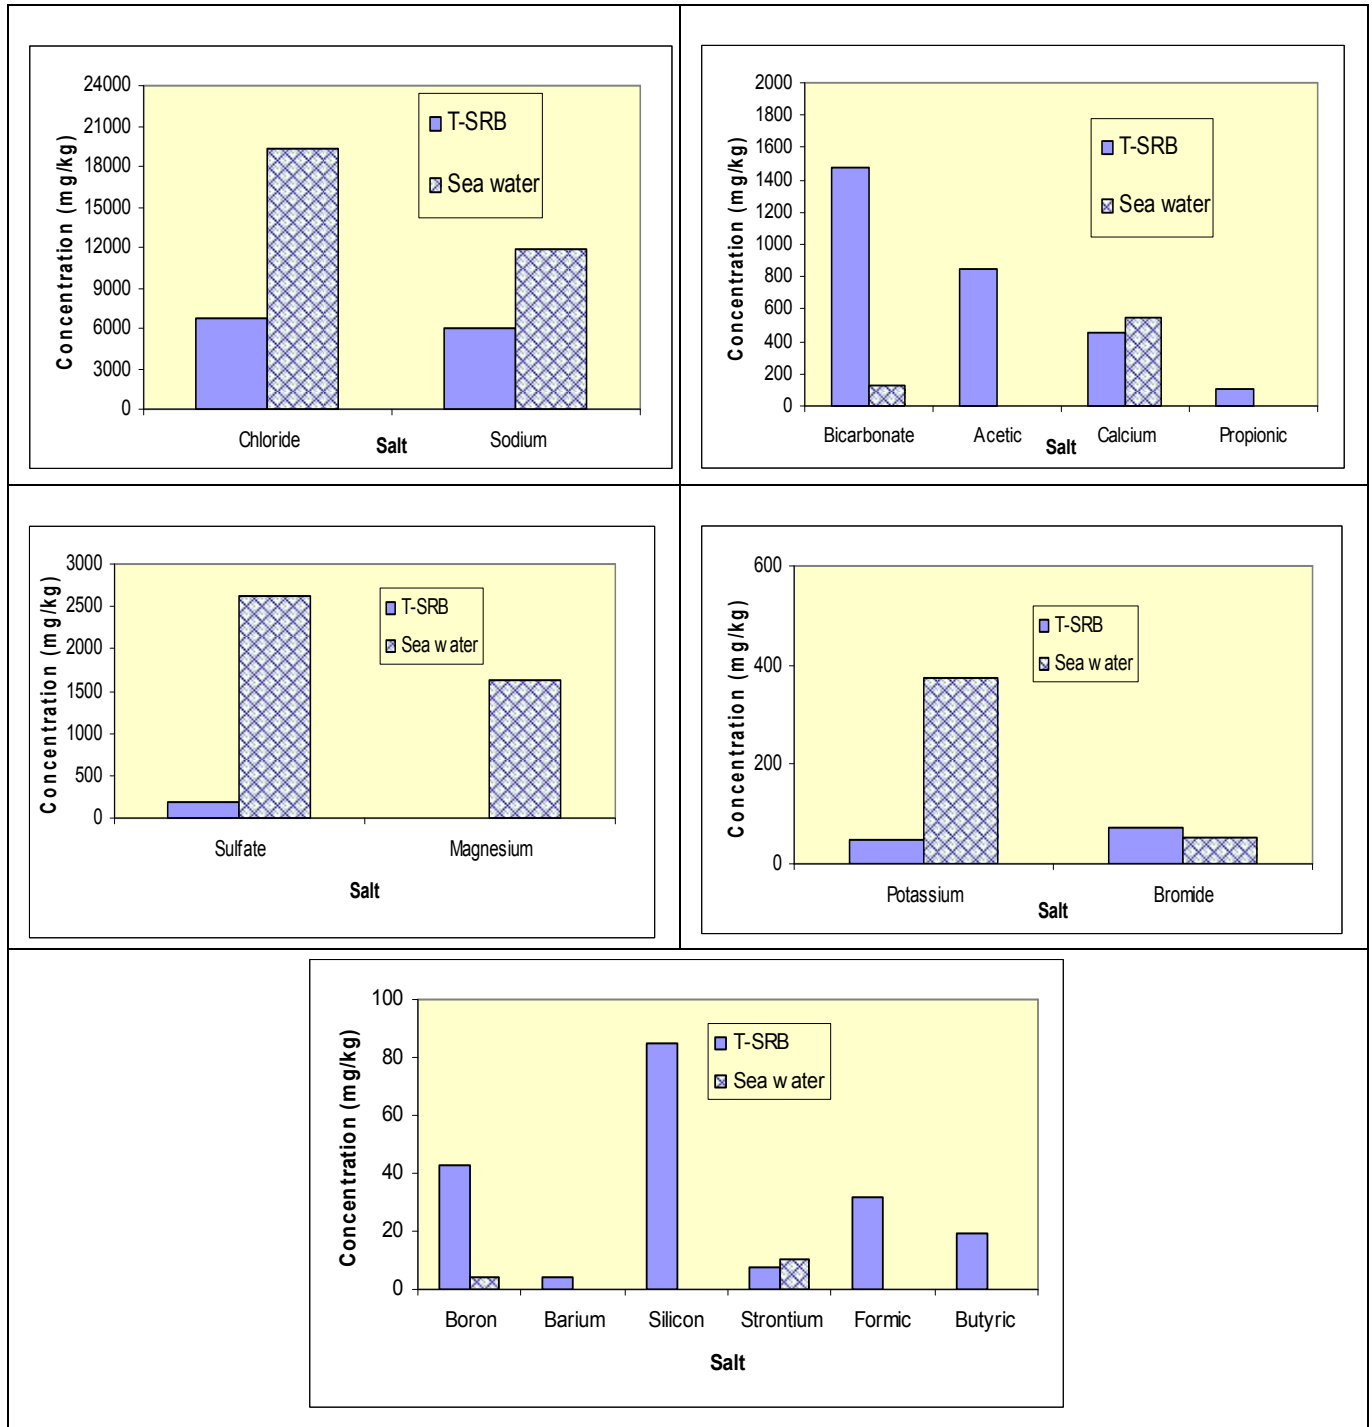 Concentration (mg/kg)
24000
21000
18000
15000
12000
9000
6000
3000
0
T-SRB
Sea water
Chloride
Sodium
Salt
Concentration (mg/kg)
2000
1800
1600
1400
1200
1000
800
600
400
200
0
T-SRB
Sea water
Bicarbonate
Acetic
Calcium
Propionic
Salt
Concentration (mg/kg)
3000
2500
2000
1500
1000
500
0
T-SRB
Sea water
Sulfate
Magnesium
Salt
Concentration (mg/kg)
600
400
200
0
T-SRB
Sea water
Potassium
Bromide
Salt
Concentration (mg/kg)
100
80
60
40
20
0
T-SRB
Sea water
Boron
Barium
Silicon
Strontium
Formic
Butyric
Salt